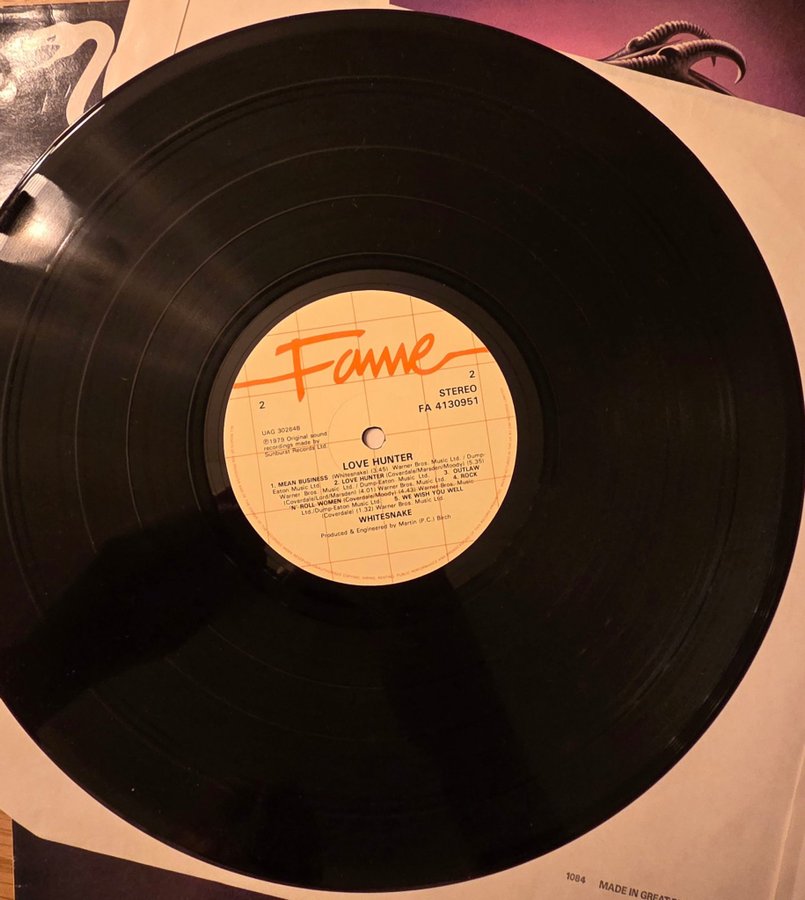 Fame
2
2
STEREO
FA 4130951
UAG 30264B
℗1979 Original sound
recordings made by
Sunburst Records Ltd.
LOVE HUNTER
1. MEAN BUSINESS (Whitesnake) (3.45) Warner Bros. Music Ltd. / Dump-
Eaton Music Ltd. 2. LOVE HUNTER (Coverdale/Marsden/Moody) (5.35)
Warner Bros. Music Ltd. / Dump-Eaton Music Ltd. 3. OUTLAW
(Coverdale/Lord/Marsden) (4.01) Warner Bros. Music Ltd. 4. ROCK
'N' ROLL WOMEN (Coverdale/Moody) (4.43) Warner Bros. Music
Ltd./Dump-Eaton Music Ltd. 5. WE WISH YOU WELL
(Coverdale) (1.32) Warner Bros. Music Ltd.
WHITESNAKE
Produced & Engineered by Martin (P.C.) Birch
1084 MADE IN GREAT